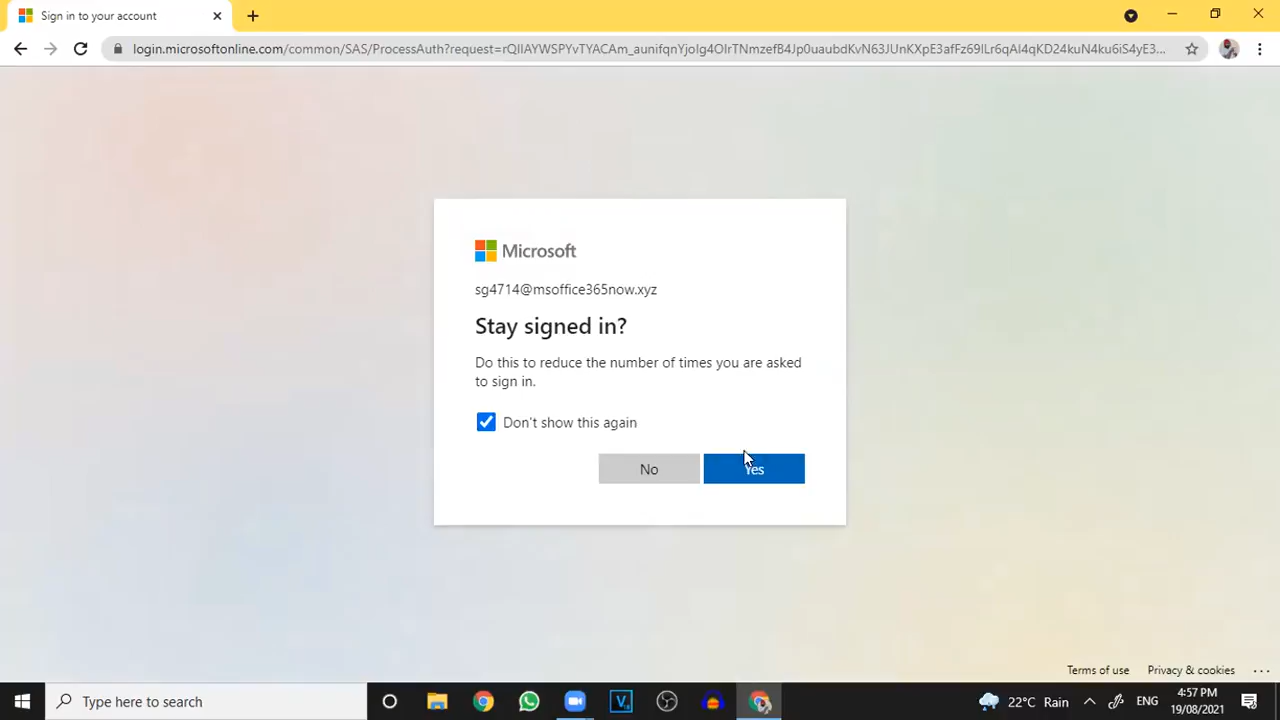 Sign in to your account
login.microsoftonline.com/common/SAS/ProcessAuth?request=rQIIAYWSPYvTYACAm_aunifqnYjoIg4OIrTNmzefB4Jp0uaubdKvN63JUnKXpE3afFz69ILr6qAI4qKD24kuN4ku6iS4yE3...
Microsoft
sg4714@msoffice365now.xyz
Stay signed in?
Do this to reduce the number of times you are asked
to sign in.
Don't show this again
No
Yes
Terms of use
Privacy & cookies
...
Type here to search
22°C Rain
ENG
4:57 PM
19/08/2021